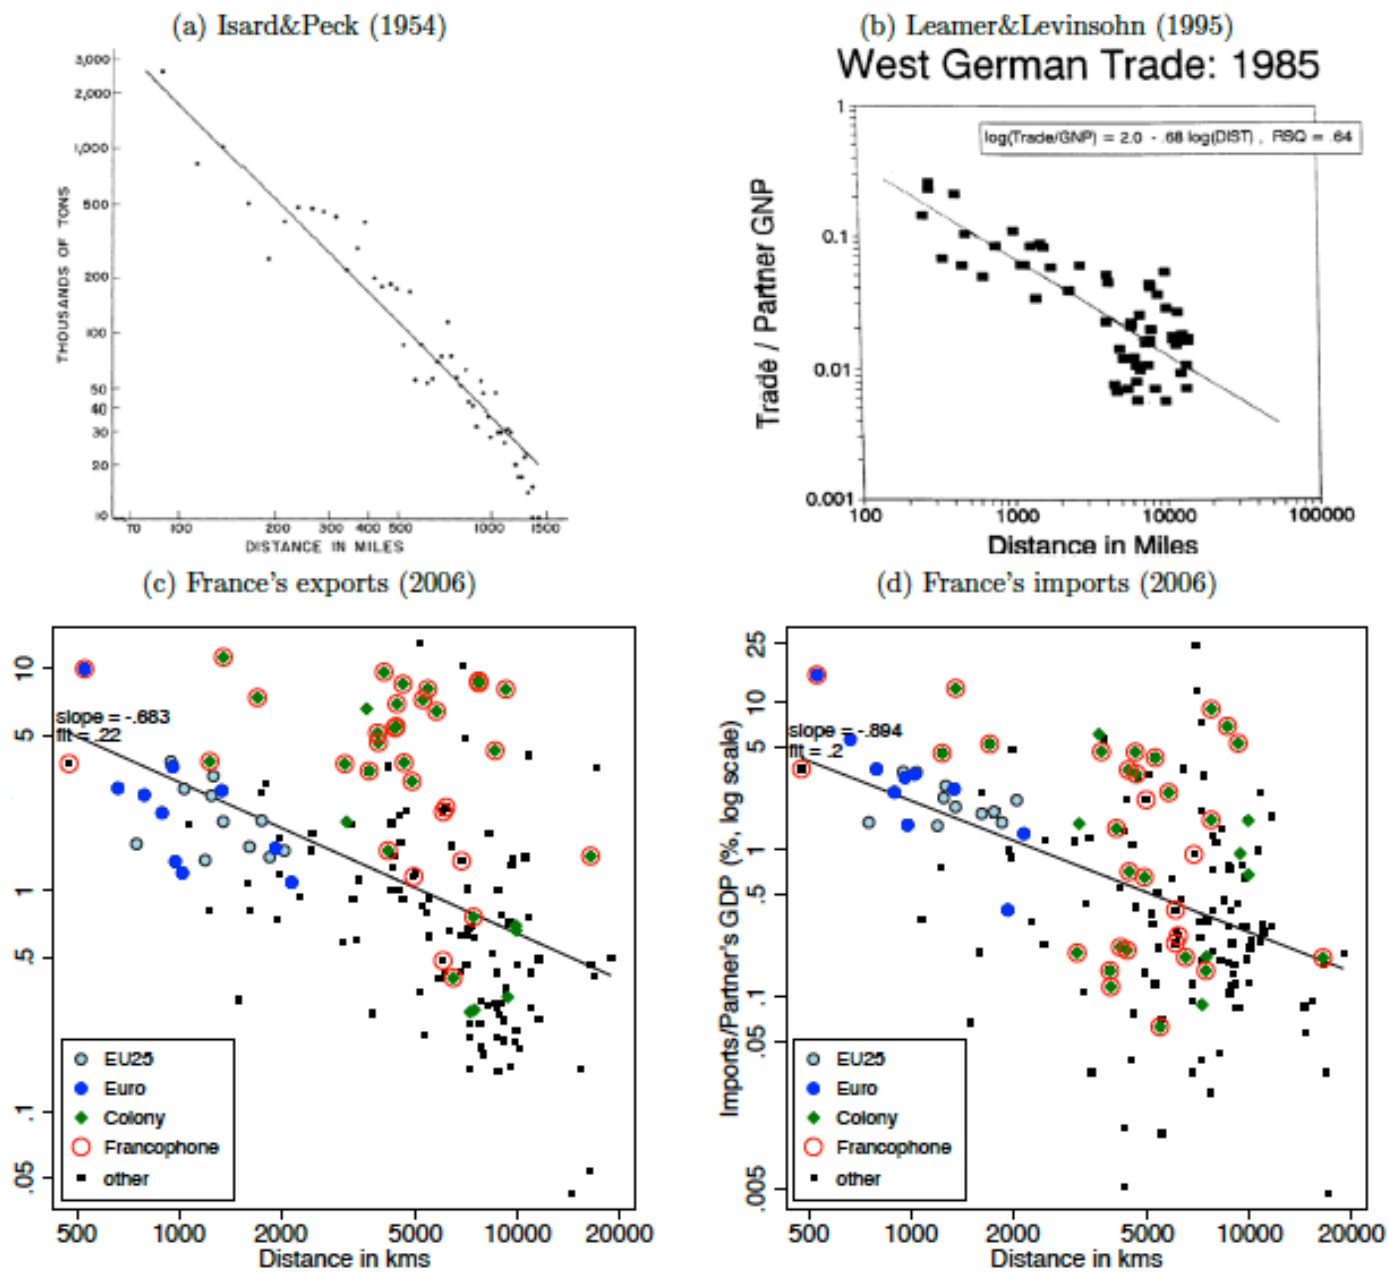 (a) Isard&Peck (1954)
3,000
2,000
1,000
500
200
100
50
40
30
20
10
THOUSANDS OF TONS
70 100 200 300 400 500 1000 1500
DISTANCE IN MILES
(b) Leamer&Levinsohn (1995)
West German Trade: 1985
log(Trade/GNP) = 2.0 - .68 log(DIST) , RSQ = .64
1
0.1
0.01
0.001
Trade / Partner GNP
100 1000 10000 100000
Distance in Miles
(c) France's exports (2006)
10
5
1
.5
.1
.05
slope = -.683
fit = .22
EU25
Euro
Colony
Francophone
other
500 1000 2000 5000 10000 20000
Distance in kms
(d) France's imports (2006)
Imports/Partner's GDP (%, log scale)
25
10
5
1
.5
.1
.05
.005
slope = -.894
fit = .2
EU25
Euro
Colony
Francophone
other
500 1000 2000 5000 10000 20000
Distance in kms